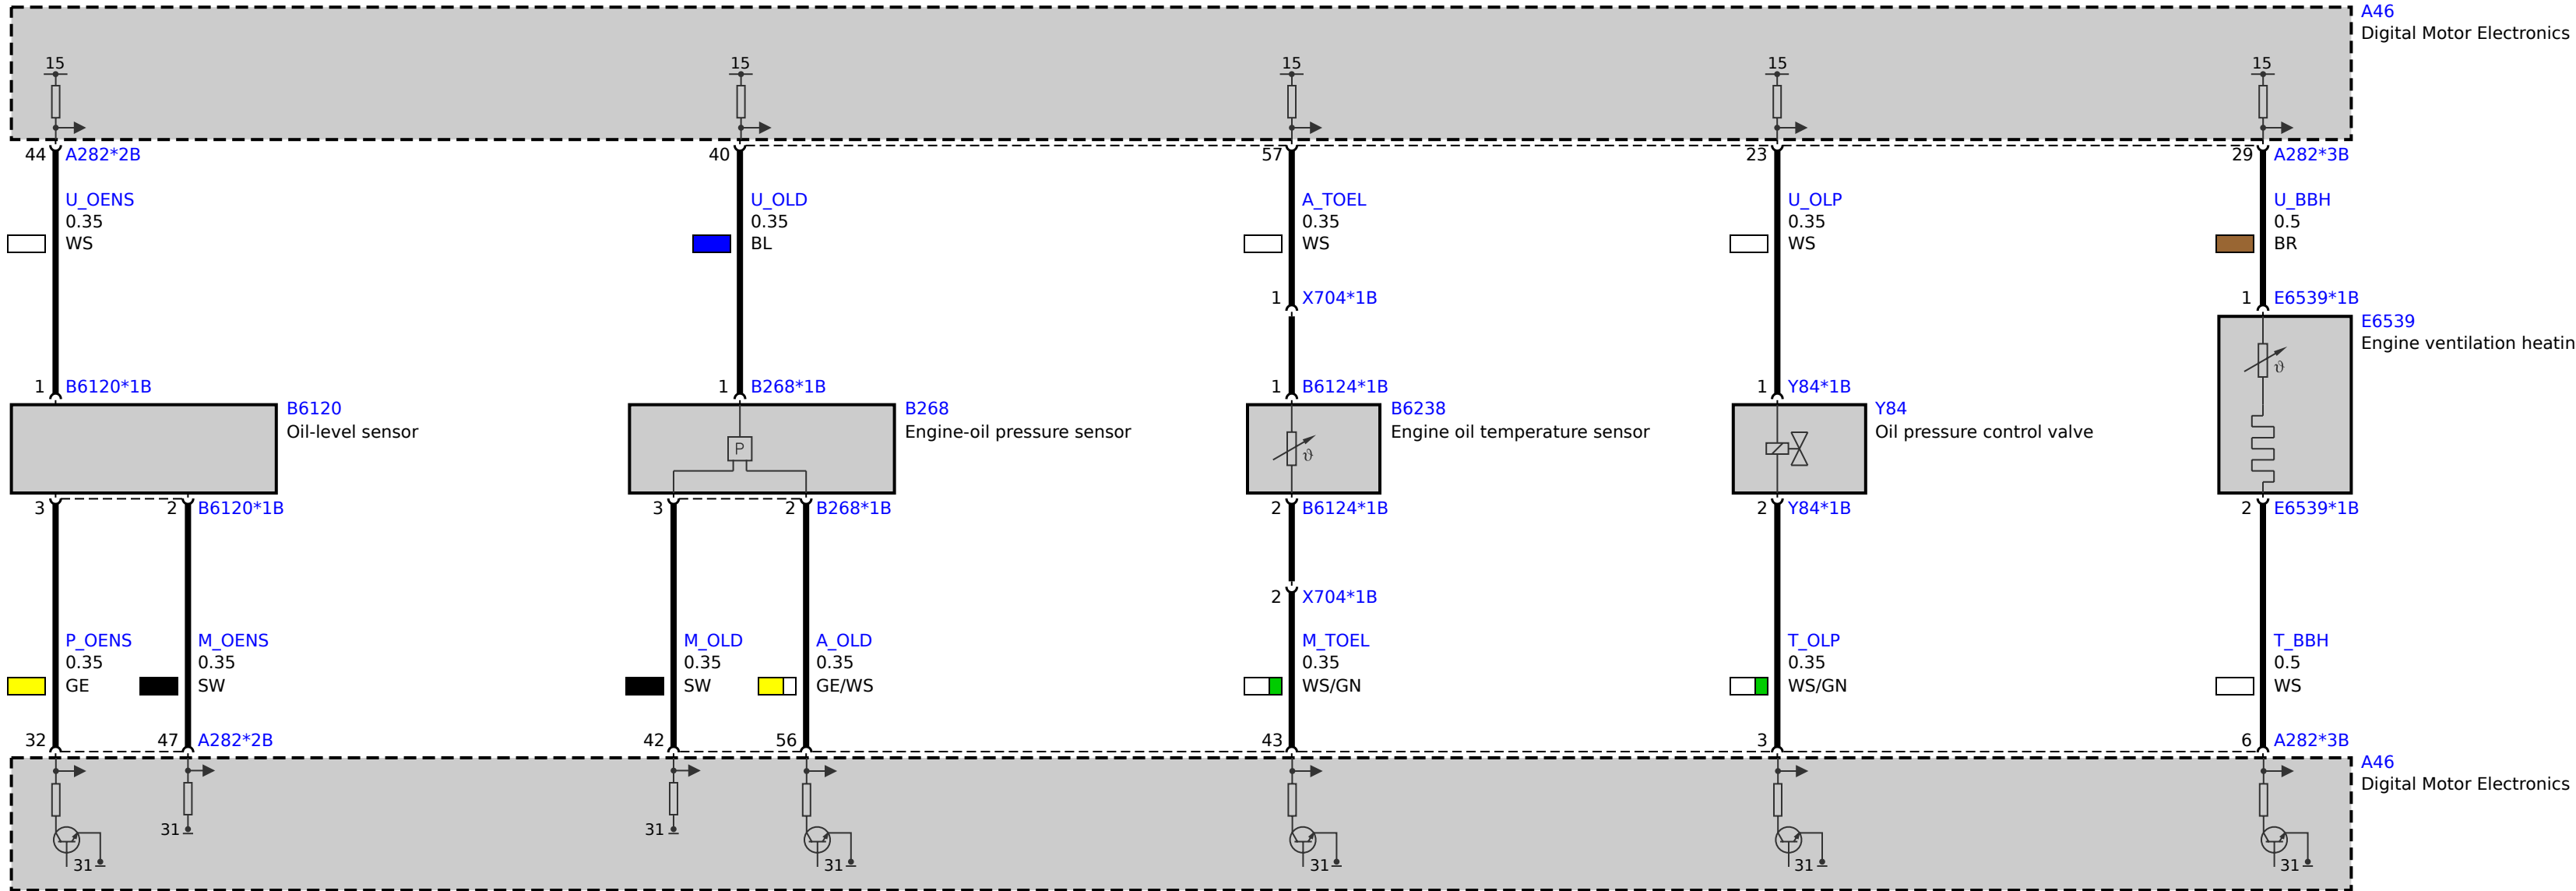 A46
Digital Motor Electronics
15
15
15
15
15
44 A282*2B
40
57
23
29 A282*3B
U_OENS
0.35
WS
U_OLD
0.35
BL
A_TOEL
0.35
WS
U_OLP
0.35
WS
U_BBH
0.5
BR
1 X704*1B
1 E6539*1B
E6539
Engine ventilation heatin
ϑ
1 B6120*1B
1 B268*1B
1 B6124*1B
1 Y84*1B
B6120
Oil-level sensor
B268
Engine-oil pressure sensor
P
B6238
Engine oil temperature sensor
ϑ
Y84
Oil pressure control valve
3
2 B6120*1B
3
2 B268*1B
2 B6124*1B
2 Y84*1B
2 E6539*1B
2 X704*1B
P_OENS
0.35
GE
M_OENS
0.35
SW
M_OLD
0.35
SW
A_OLD
0.35
GE/WS
M_TOEL
0.35
WS/GN
T_OLP
0.35
WS/GN
T_BBH
0.5
WS
32
47 A282*2B
42
56
43
3
6 A282*3B
A46
Digital Motor Electronics
31
31
31
31
31
31
31